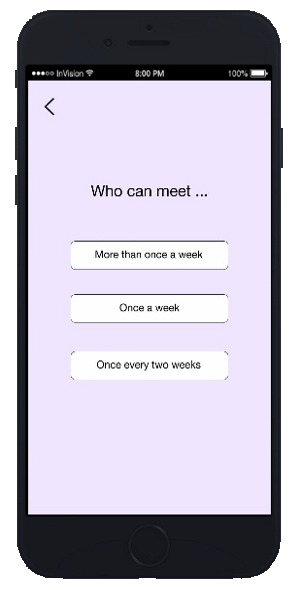 InVision
8:00 PM
100%
Who can meet ...
More than once a week
Once a week
Once every two weeks